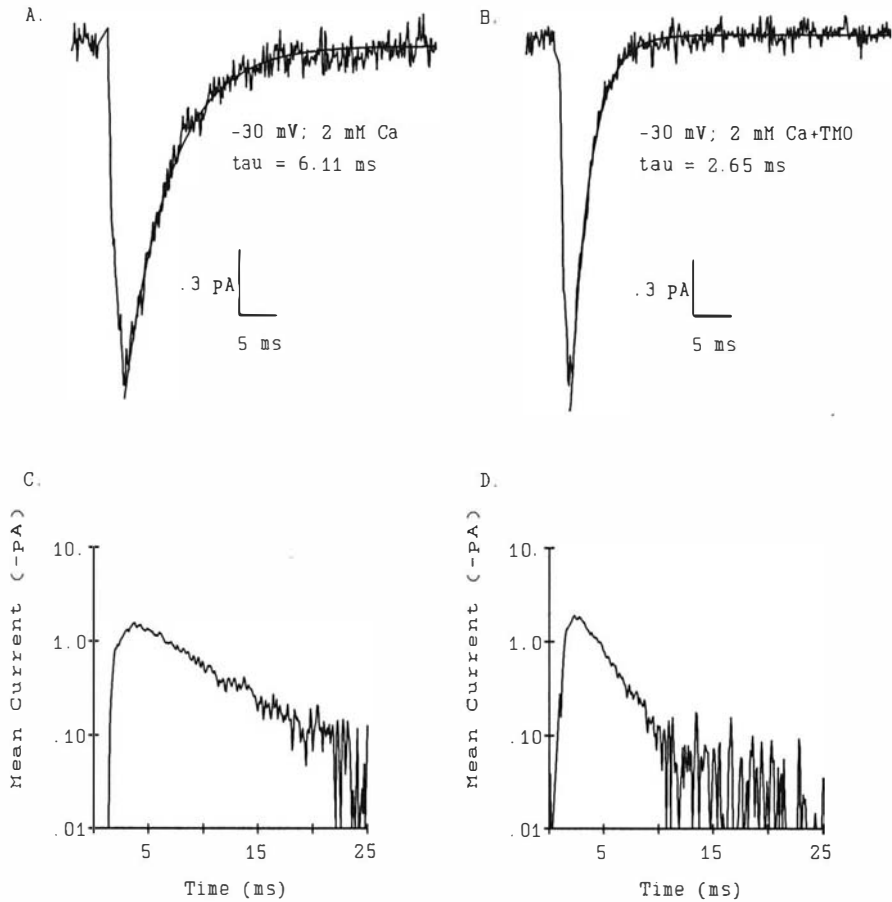 A.
-30 mV; 2 mM Ca
tau = 6.11 ms
.3 pA
5 ms
B.
-30 mV; 2 mM Ca+TMO
tau = 2.65 ms
.3 pA
5 ms
C.
Mean Current (-pA)
10.
1.0
.10
.01
5
15
25
Time (ms)
D.
Mean Current (-pA)
10.
1.0
.10
.01
5
15
25
Time (ms)